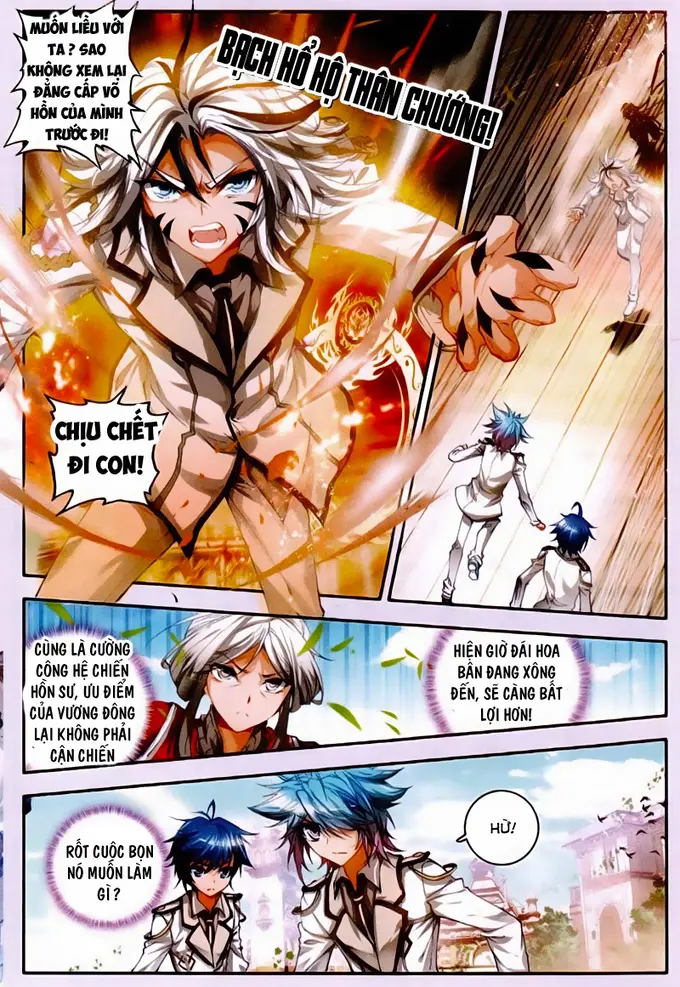 MUỐN LIỀU VỚI
TA ? SAO
KHÔNG XEM LẠI
ĐẲNG CẤP VÕ
HỒN CỦA MÌNH
TRƯỚC ĐI!
BẠCH HỔ HỘ THÂN CHƯỚNG!
CHỊU CHẾT
ĐI CON!
CÙNG LÀ CƯỜNG
CÔNG HỆ CHIẾN
HỒN SƯ, ƯU ĐIỂM
CỦA VƯƠNG ĐÔNG
LẠI KHÔNG PHẢI
CẬN CHIẾN
HIỆN GIỜ ĐÁI HOA
BÂN ĐANG XÔNG
ĐẾN, SẼ CÀNG BẤT
LỢI HƠN!
RỐT CUỘC BỌN
NÓ MUỐN LÀM
GÌ ?
HỪ!